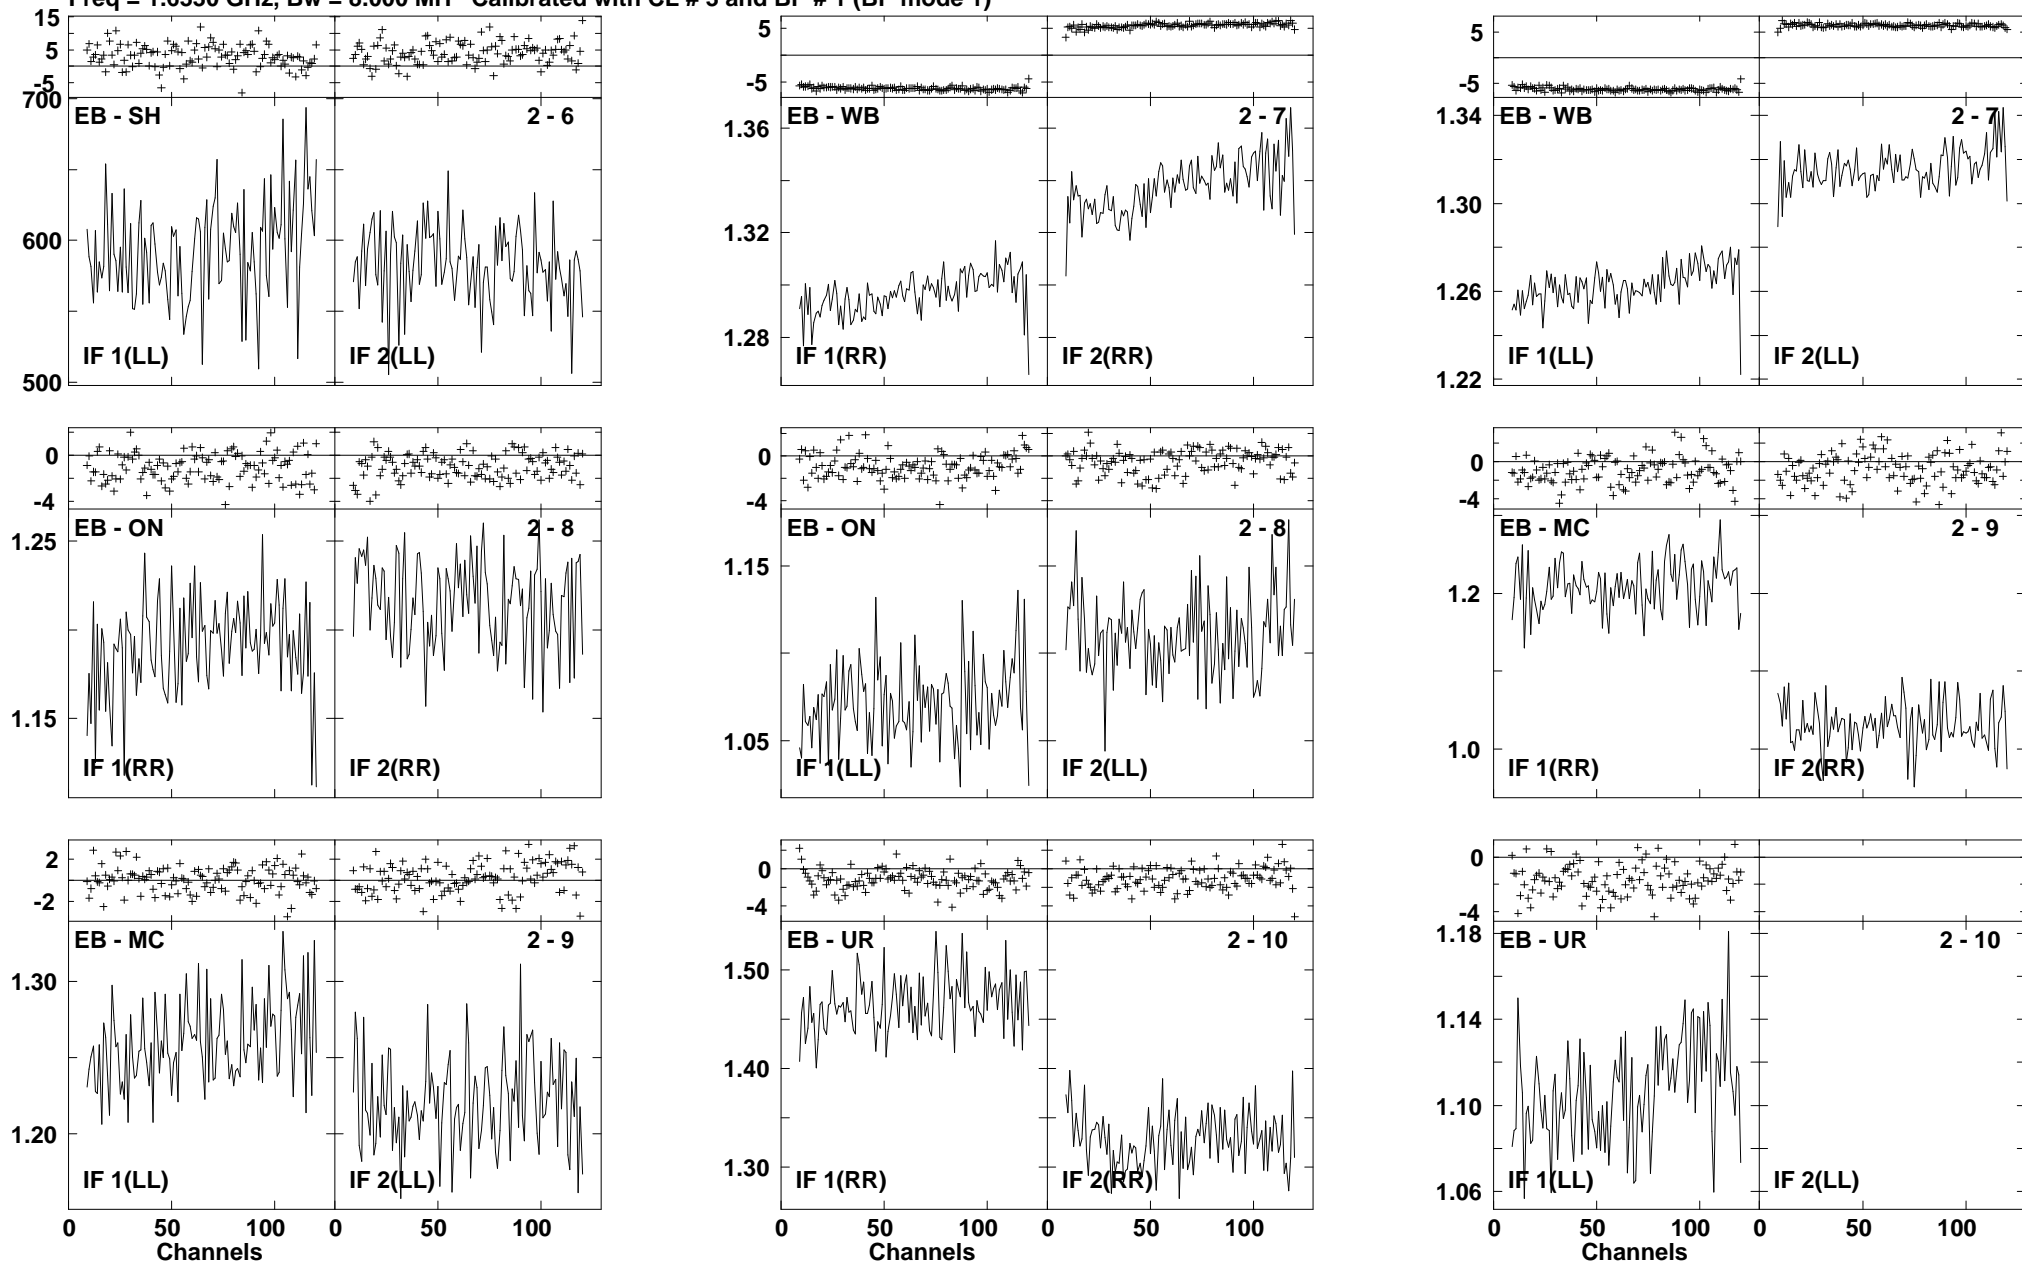 Freq = 1.6350 GHz, Bw = 8.000 MH Calibrated with CL # 3 and BP # 1 (BP mode 1)
15
5
-5
700
600
500
EB - SH
2 - 6
IF 1(LL)
IF 2(LL)
5
-5
1.36
1.32
1.28
EB - WB
2 - 7
IF 1(RR)
IF 2(RR)
5
-5
1.34
1.30
1.26
1.22
EB - WB
2 - 7
IF 1(LL)
IF 2(LL)
0
-4
1.25
1.15
EB - ON
2 - 8
IF 1(RR)
IF 2(RR)
0
-4
1.15
1.05
EB - ON
2 - 8
IF 1(LL)
IF 2(LL)
0
-4
1.2
1.0
EB - MC
2 - 9
IF 1(RR)
IF 2(RR)
2
-2
1.30
1.20
EB - MC
2 - 9
IF 1(LL)
IF 2(LL)
0 50 100 0 50 100
Channels
0
-4
1.50
1.40
1.30
EB - UR
2 - 10
IF 1(RR)
IF 2(RR)
0 50 100 0 50 100
Channels
0
-4
1.18
1.14
1.10
1.06
EB - UR
2 - 10
IF 1(LL)
IF 2(LL)
0 50 100 0 50 100
Channels